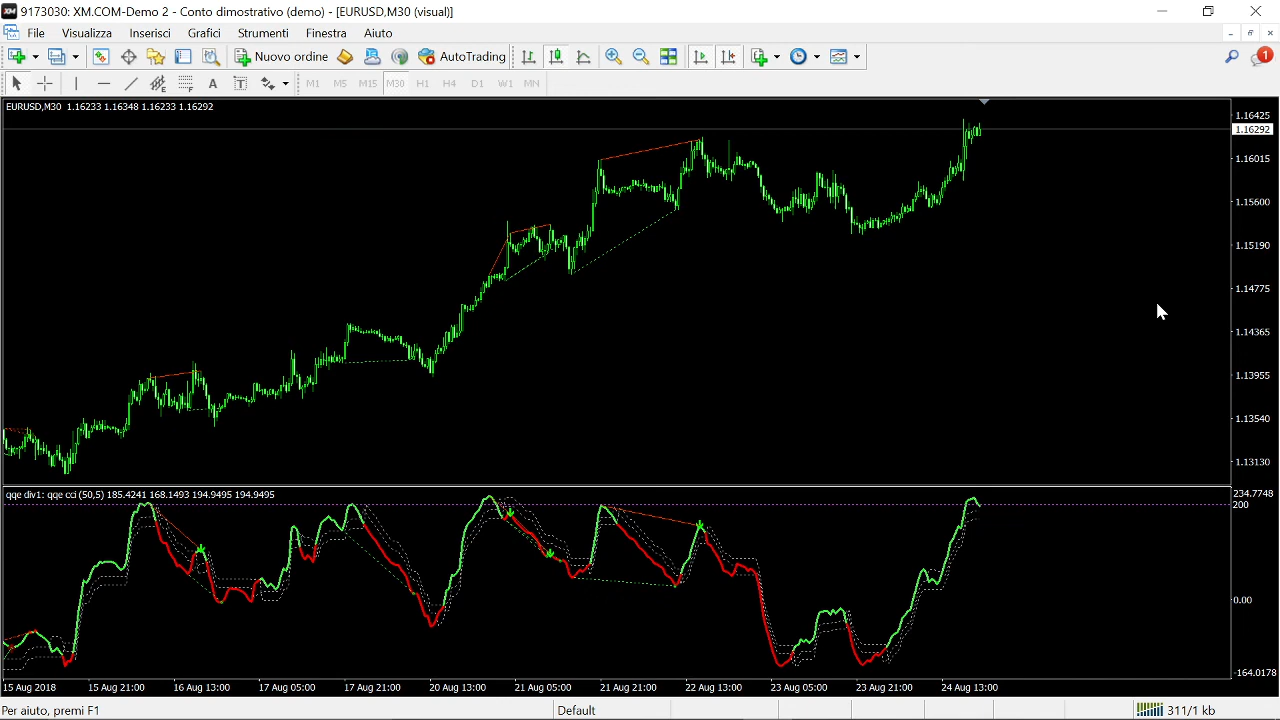 9173030: XM.COM-Demo 2 - Conto dimostrativo (demo) - [EURUSD,M30 (visual)]
File Visualizza Inserisci Grafici Strumenti Finestra Aiuto
Nuovo ordine AutoTrading 1
A T M1 M5 M15 M30 H1 H4 D1 W1 MN
EURUSD,M30 1.16233 1.16348 1.16233 1.16292
1.16425
1.16292
1.16015
1.15600
1.15190
1.14775
1.14365
1.13955
1.13540
1.13130
qqe div1: qqe cci (50,5) 185.4241 168.1493 194.9495 194.9495
234.7748
200
0.00
-164.0178
15 Aug 2018 15 Aug 21:00 16 Aug 13:00 17 Aug 05:00 17 Aug 21:00 20 Aug 13:00 21 Aug 05:00 21 Aug 21:00 22 Aug 13:00 23 Aug 05:00 23 Aug 21:00 24 Aug 13:00
Per aiuto, premi F1 Default 311/1 kb